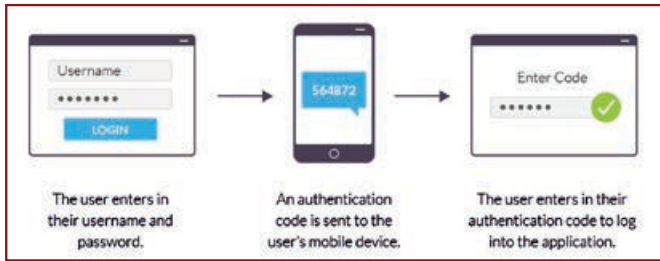 Username
•••••••
LOGIN
564872
Enter Code
••••••
The user enters in
their username and
password.
An authentication
code is sent to the
user's mobile device.
The user enters in their
authentication code to log
into the application.